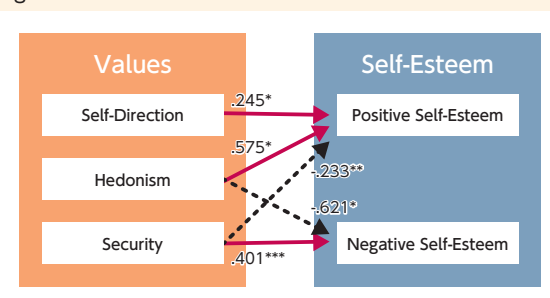 Values
Self-Esteem
.245*
Self-Direction
Positive Self-Esteem
.575*
-.233**
Hedonism
-.621*
Security
Negative Self-Esteem
.401***